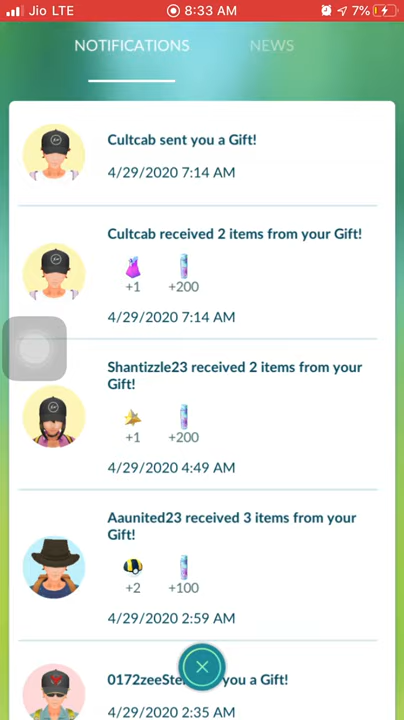 Jio LTE 8:33 AM 7%
NOTIFICATIONS NEWS
Cultcab sent you a Gift!
4/29/2020 7:14 AM
Cultcab received 2 items from your Gift!
+1 +200
4/29/2020 7:14 AM
Shantizzle23 received 2 items from your
Gift!
+1 +200
4/29/2020 4:49 AM
Aaunited23 received 3 items from your
Gift!
+2 +100
4/29/2020 2:59 AM
you a Gift!
4/29/2020 2:35 AM